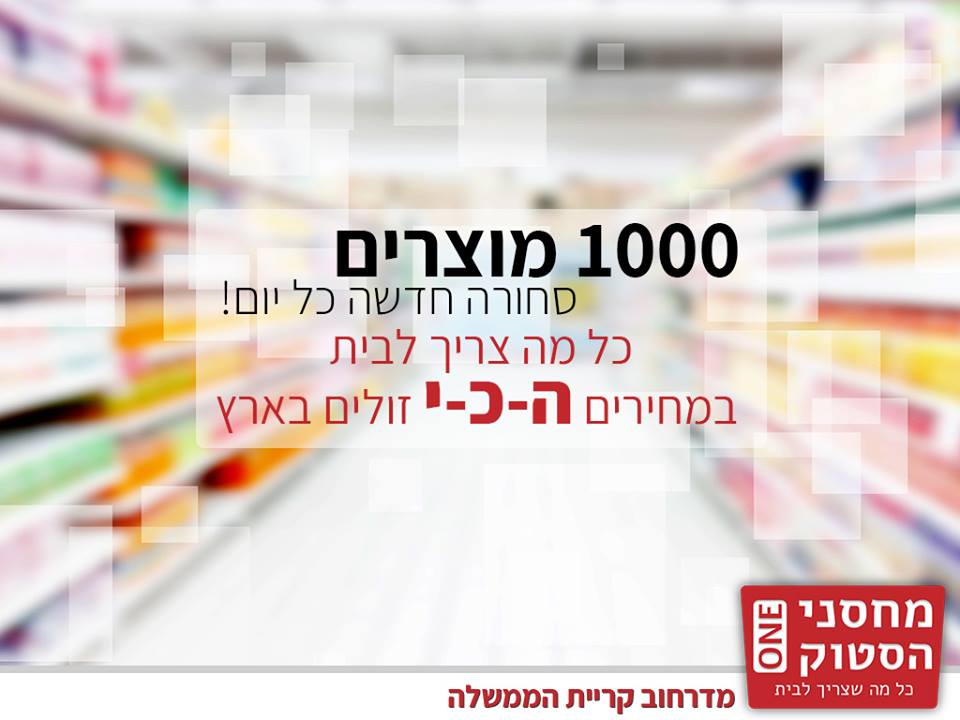 1000 מוצרים
סחורה חדשה כל יום!
כל מה צריך לבית
במחירים ה-כ-י זולים בארץ
מחסני
הסטוק
ONE
כל מה שצריך לבית
מדרחוב קריית הממשלה